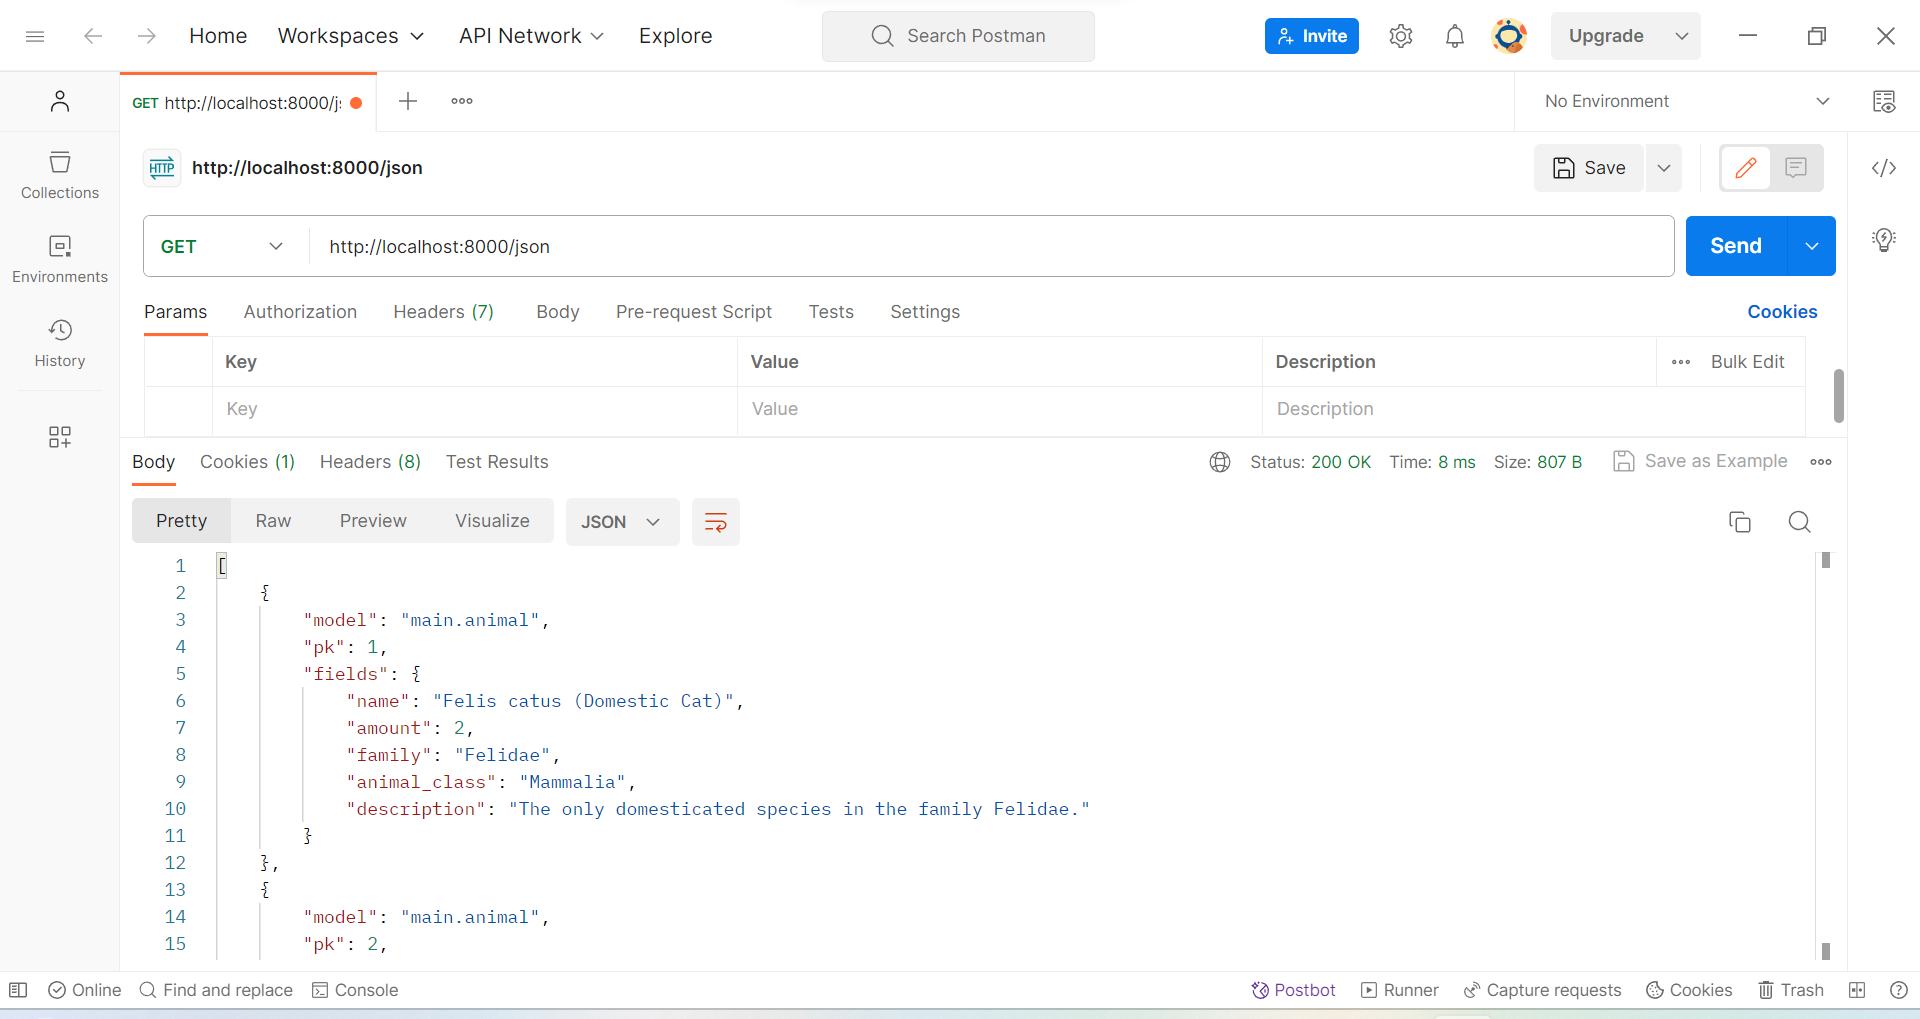 Home Workspaces API Network Explore Search Postman Invite Upgrade
GET http://localhost:8000/j: No Environment
HTTP http://localhost:8000/json Save
GET http://localhost:8000/json Send
Params Authorization Headers (7) Body Pre-request Script Tests Settings Cookies
Key Value Description Bulk Edit
Key Value Description
Collections
Environments
History
Body Cookies (1) Headers (8) Test Results Status: 200 OK Time: 8 ms Size: 807 B Save as Example
Pretty Raw Preview Visualize JSON
1 [
2 {
3 "model": "main.animal",
4 "pk": 1,
5 "fields": {
6 "name": "Felis catus (Domestic Cat)",
7 "amount": 2,
8 "family": "Felidae",
9 "animal_class": "Mammalia",
10 "description": "The only domesticated species in the family Felidae."
11 }
12 },
13 {
14 "model": "main.animal",
15 "pk": 2,
Online Find and replace Console Postbot Runner Capture requests Cookies Trash